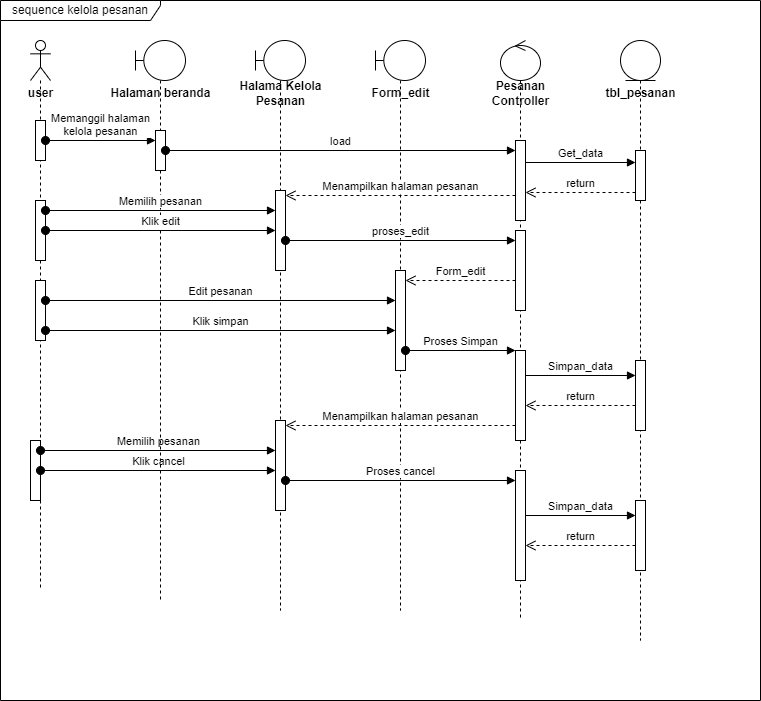 sequence kelola pesanan
user
Halaman beranda
Halama Kelola
Pesanan
Form_edit
Pesanan
Controller
tbl_pesanan
Memanggil halaman
kelola pesanan
load
Get_data
return
Menampilkan halaman pesanan
Memilih pesanan
Klik edit
proses_edit
Form_edit
Edit pesanan
Klik simpan
Proses Simpan
Simpan_data
return
Menampilkan halaman pesanan
Memilih pesanan
Klik cancel
Proses cancel
Simpan_data
return